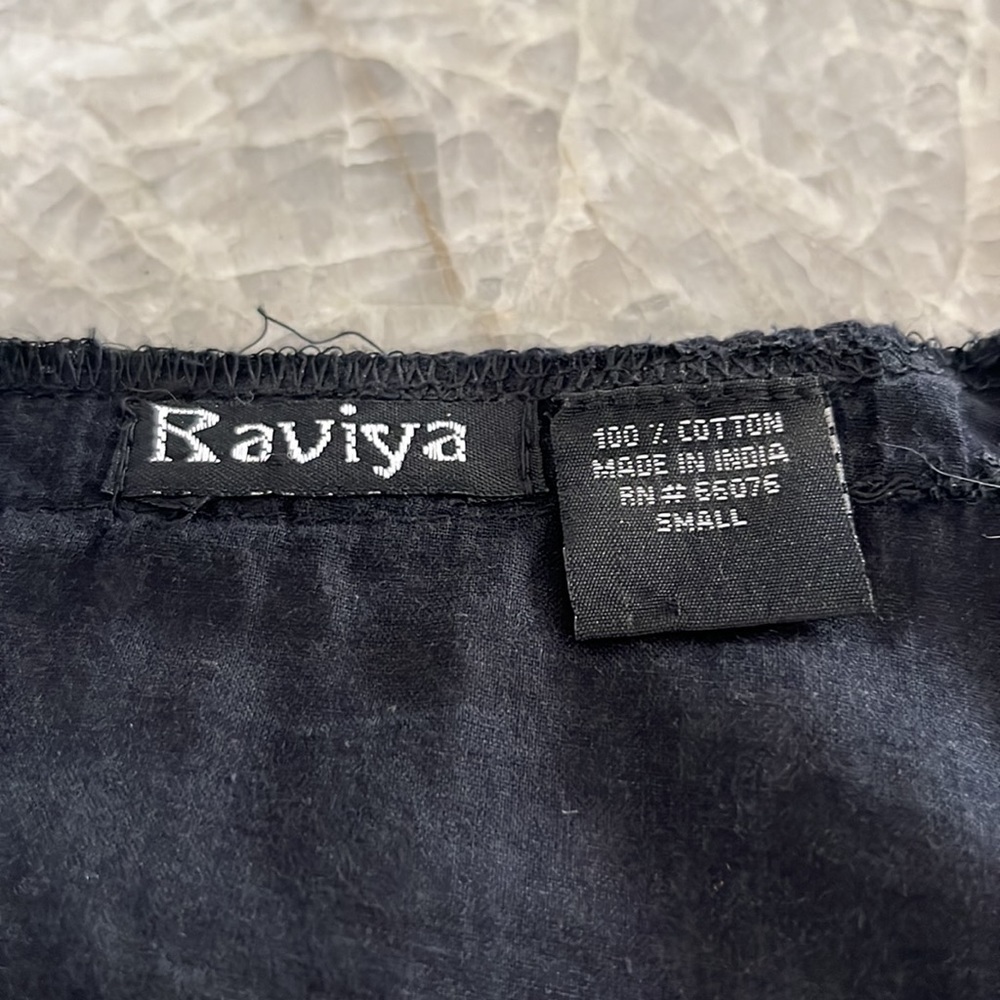 Raviya
100 % COTTON
MADE IN INDIA
RN# 66076
SMALL